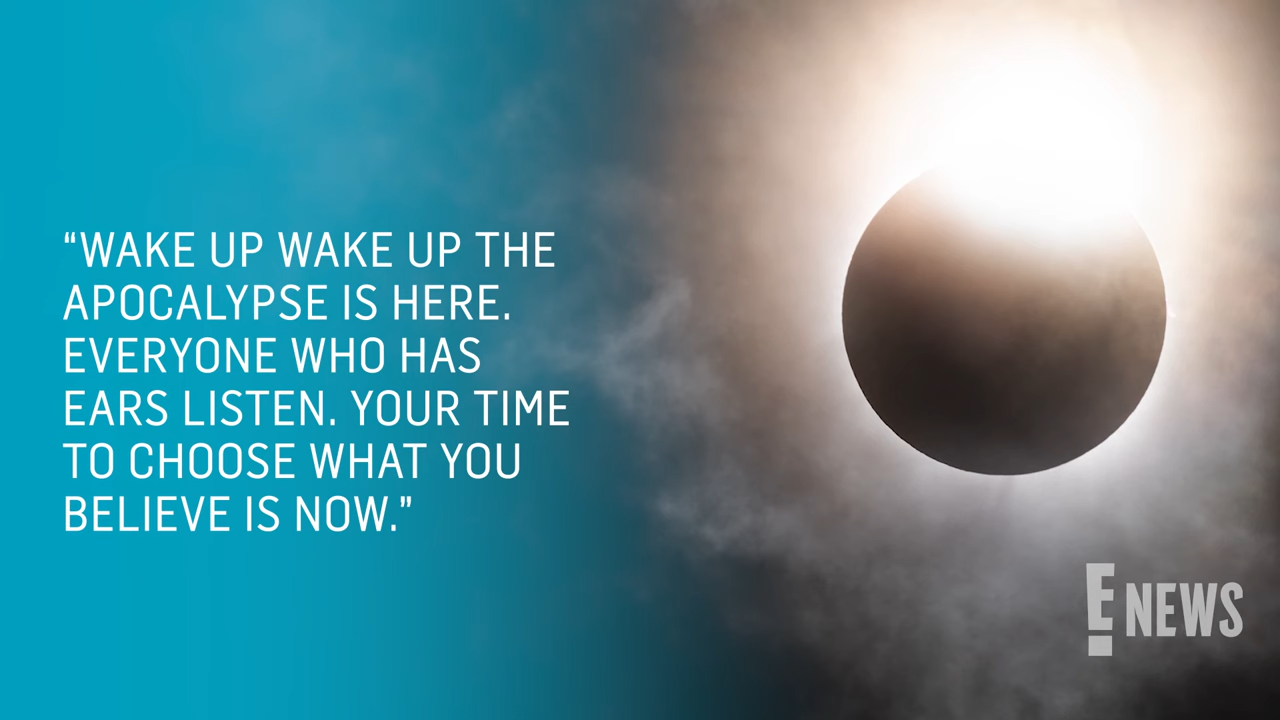 “WAKE UP WAKE UP THE
APOCALYPSE IS HERE.
EVERYONE WHO HAS
EARS LISTEN. YOUR TIME
TO CHOOSE WHAT YOU
BELIEVE IS NOW.”
E! NEWS